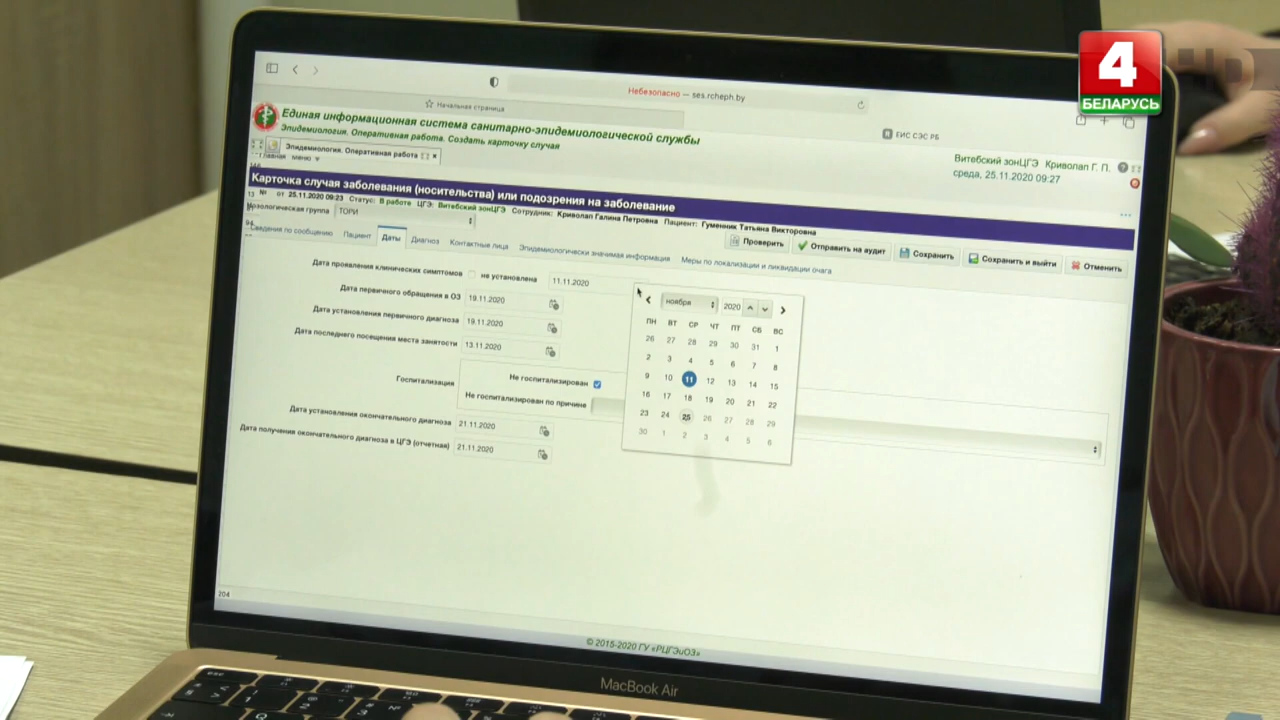 4
БЕЛАРУСЬ
HD
Небезопасно — ses.rcheph.by
Начальная страница
ЕИС СЭС РБ
Единая информационная система санитарно-эпидемиологической службы
Эпидемиология. Оперативная работа. Создать карточку случая
Витебский зонЦГЭ Криволап Г. П.
среда, 25.11.2020 09:27
Эпидемиология. Оперативная работа
Главная меню
Карточка случая заболевания (носительства) или подозрения на заболевание
№ от 25.11.2020 09:23 Статус: В работе ЦГЭ: Витебский зонЦГЭ Сотрудник: Криволап Галина Петровна Пациент: Гуменник Татьяна Викторовна
Нозологическая группа ТОРИ
Проверить Отправить на аудит Сохранить Сохранить и выйти Отменить
Сведения по сообщению Пациент Даты Диагноз Контактные лица Эпидемиологически значимая информация Меры по локализации и ликвидации очага
Дата проявления клинических симптомов не установлена 11.11.2020
Дата первичного обращения в ОЗ 19.11.2020
Дата установления первичного диагноза 19.11.2020
Дата последнего посещения места занятости 13.11.2020
Госпитализация Не госпитализирован
Не госпитализирован по причине
Дата установления окончательного диагноза 21.11.2020
Дата получения окончательного диагноза в ЦГЭ (отчетная) 21.11.2020
ноября 2020
ПН ВТ СР ЧТ ПТ СБ ВС
26 27 28 29 30 31 1
2 3 4 5 6 7 8
9 10 11 12 13 14 15
16 17 18 19 20 21 22
23 24 25 26 27 28 29
30 1 2 3 4 5 6
204
© 2015-2020 ГУ «РЦГЭиОЗ»
MacBook Air
esc